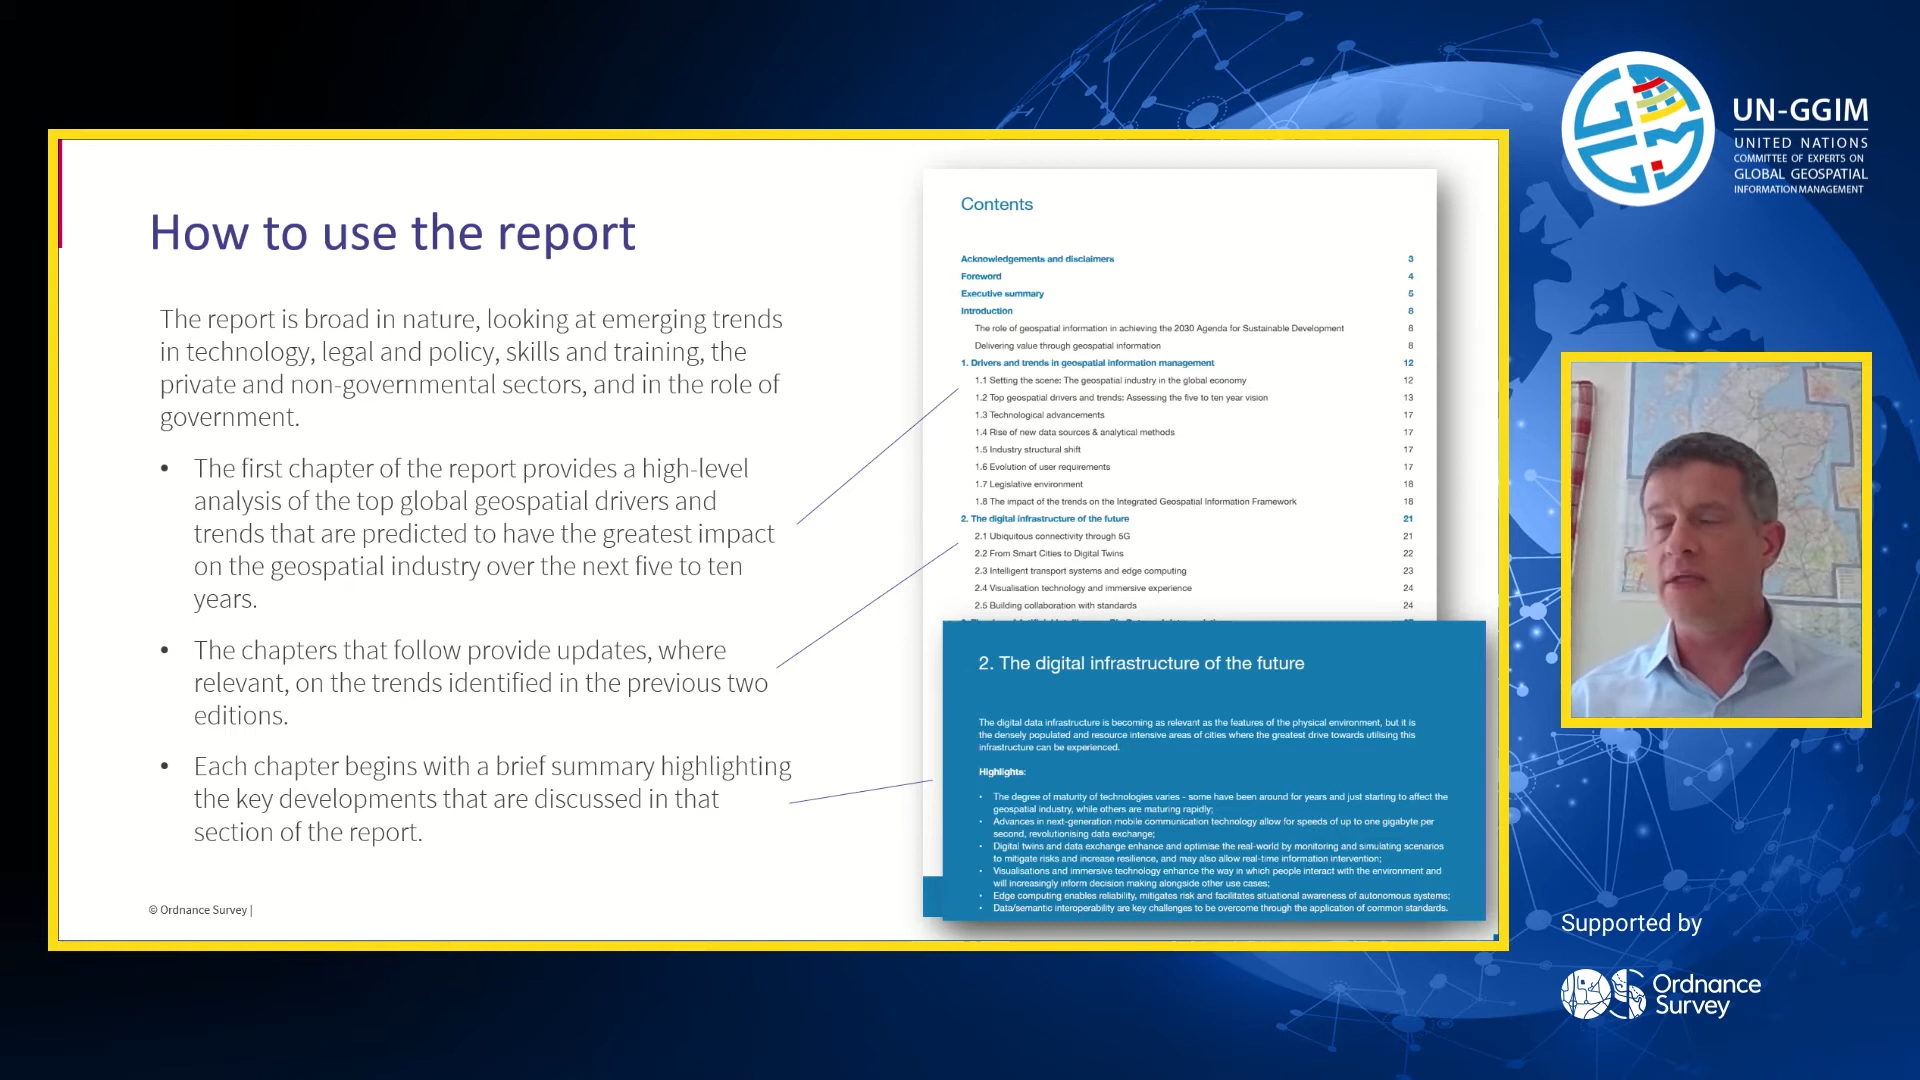 How to use the report
The report is broad in nature, looking at emerging trends
in technology, legal and policy, skills and training, the
private and non-governmental sectors, and in the role of
government.
• The first chapter of the report provides a high-level
analysis of the top global geospatial drivers and
trends that are predicted to have the greatest impact
on the geospatial industry over the next five to ten
years.
• The chapters that follow provide updates, where
relevant, on the trends identified in the previous two
editions.
• Each chapter begins with a brief summary highlighting
the key developments that are discussed in that
section of the report.
© Ordnance Survey |
Contents
Acknowledgements and disclaimers 3
Foreword 4
Executive summary 5
Introduction 8
The role of geospatial information in achieving the 2030 Agenda for Sustainable Development 8
Delivering value through geospatial information 8
1. Drivers and trends in geospatial information management 12
1.1 Setting the scene: The geospatial industry in the global economy 12
1.2 Top geospatial drivers and trends: Assessing the five to ten year vision 13
1.3 Technological advancements 17
1.4 Rise of new data sources & analytical methods 17
1.5 Industry structural shift 17
1.6 Evolution of user requirements 17
1.7 Legislative environment 18
1.8 The impact of the trends on the Integrated Geospatial Information Framework 18
2. The digital infrastructure of the future 21
2.1 Ubiquitous connectivity through 5G 21
2.2 From Smart Cities to Digital Twins 22
2.3 Intelligent transport systems and edge computing 23
2.4 Visualisation technology and immersive experience 24
2.5 Building collaboration with standards 24
2. The digital infrastructure of the future
The digital data infrastructure is becoming as relevant as the features of the physical environment, but it is
the densely populated and resource intensive areas of cities where the greatest drive towards utilising this
infrastructure can be experienced.
Highlights:
• The degree of maturity of technologies varies - some have been around for years and just starting to affect the
geospatial industry, while others are maturing rapidly;
• Advances in next-generation mobile communication technology allow for speeds of up to one gigabyte per
second, revolutionising data exchange;
• Digital twins and data exchange enhance and optimise the real-world by monitoring and simulating scenarios
to mitigate risks and increase resilience, and may also allow real-time information intervention;
• Visualisations and immersive technology enhance the way in which people interact with the environment and
will increasingly inform decision making alongside other use cases;
• Edge computing enables reliability, mitigates risk and facilitates situational awareness of autonomous systems;
• Data/semantic interoperability are key challenges to be overcome through the application of common standards.
UN-GGIM
UNITED NATIONS
COMMITTEE OF EXPERTS ON
GLOBAL GEOSPATIAL
INFORMATION MANAGEMENT
Supported by
OS Ordnance
Survey